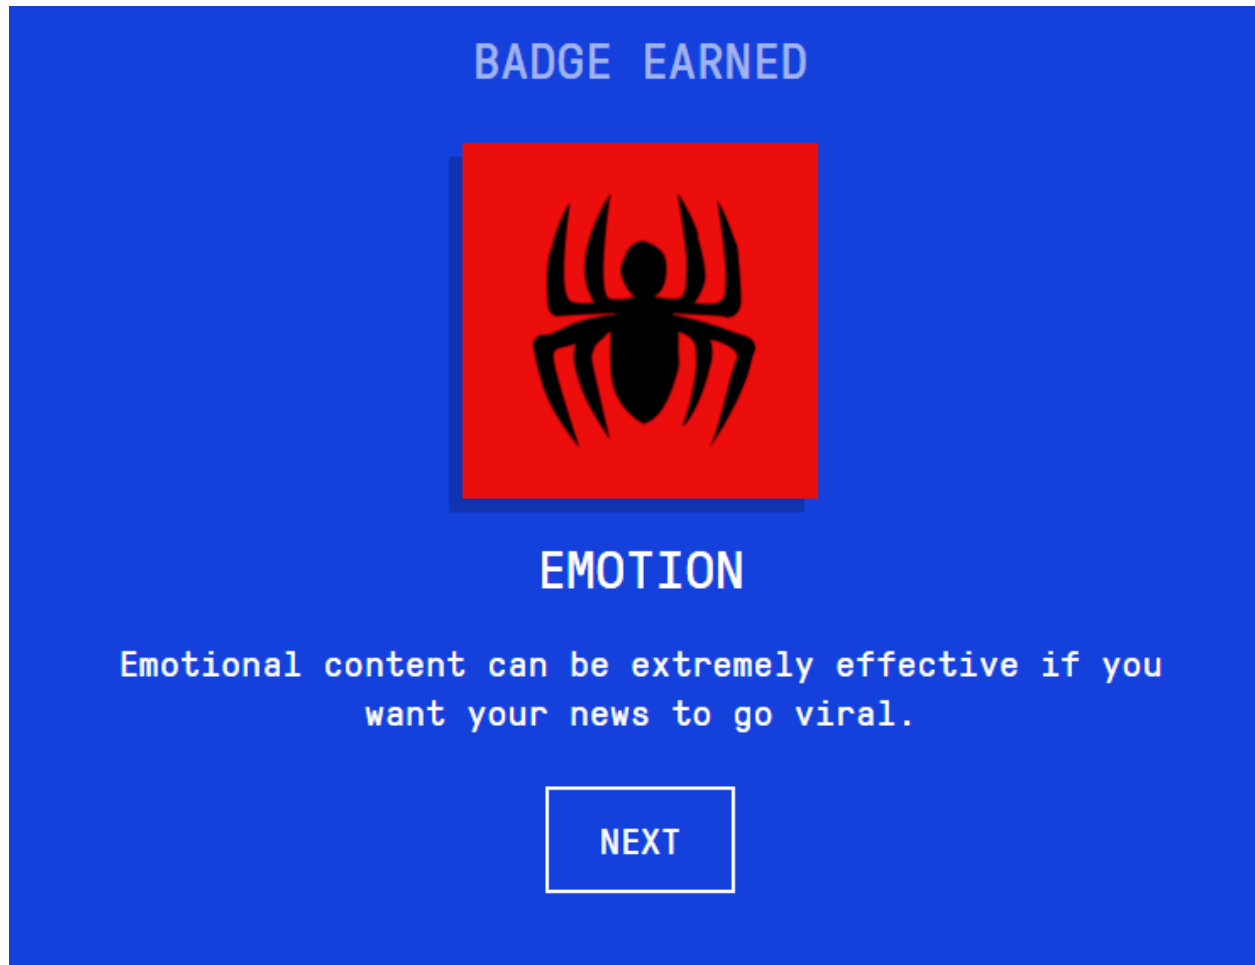 BADGE EARNED
EMOTION
Emotional content can be extremely effective if you
want your news to go viral.
NEXT